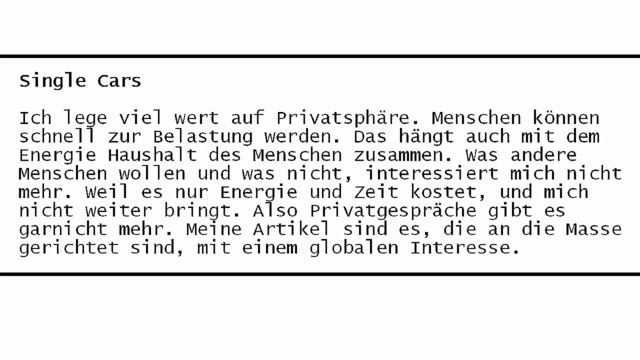 Single Cars
Ich lege viel wert auf Privatsphäre. Menschen können
schnell zur Belastung werden. Das hängt auch mit dem
Energie Haushalt des Menschen zusammen. Was andere
Menschen wollen und was nicht, interessiert mich nicht
mehr. Weil es nur Energie und Zeit kostet, und mich
nicht weiter bringt. Also Privatgespräche gibt es
garnicht mehr. Meine Artikel sind es, die an die Masse
gerichtet sind, mit einem globalen Interesse.